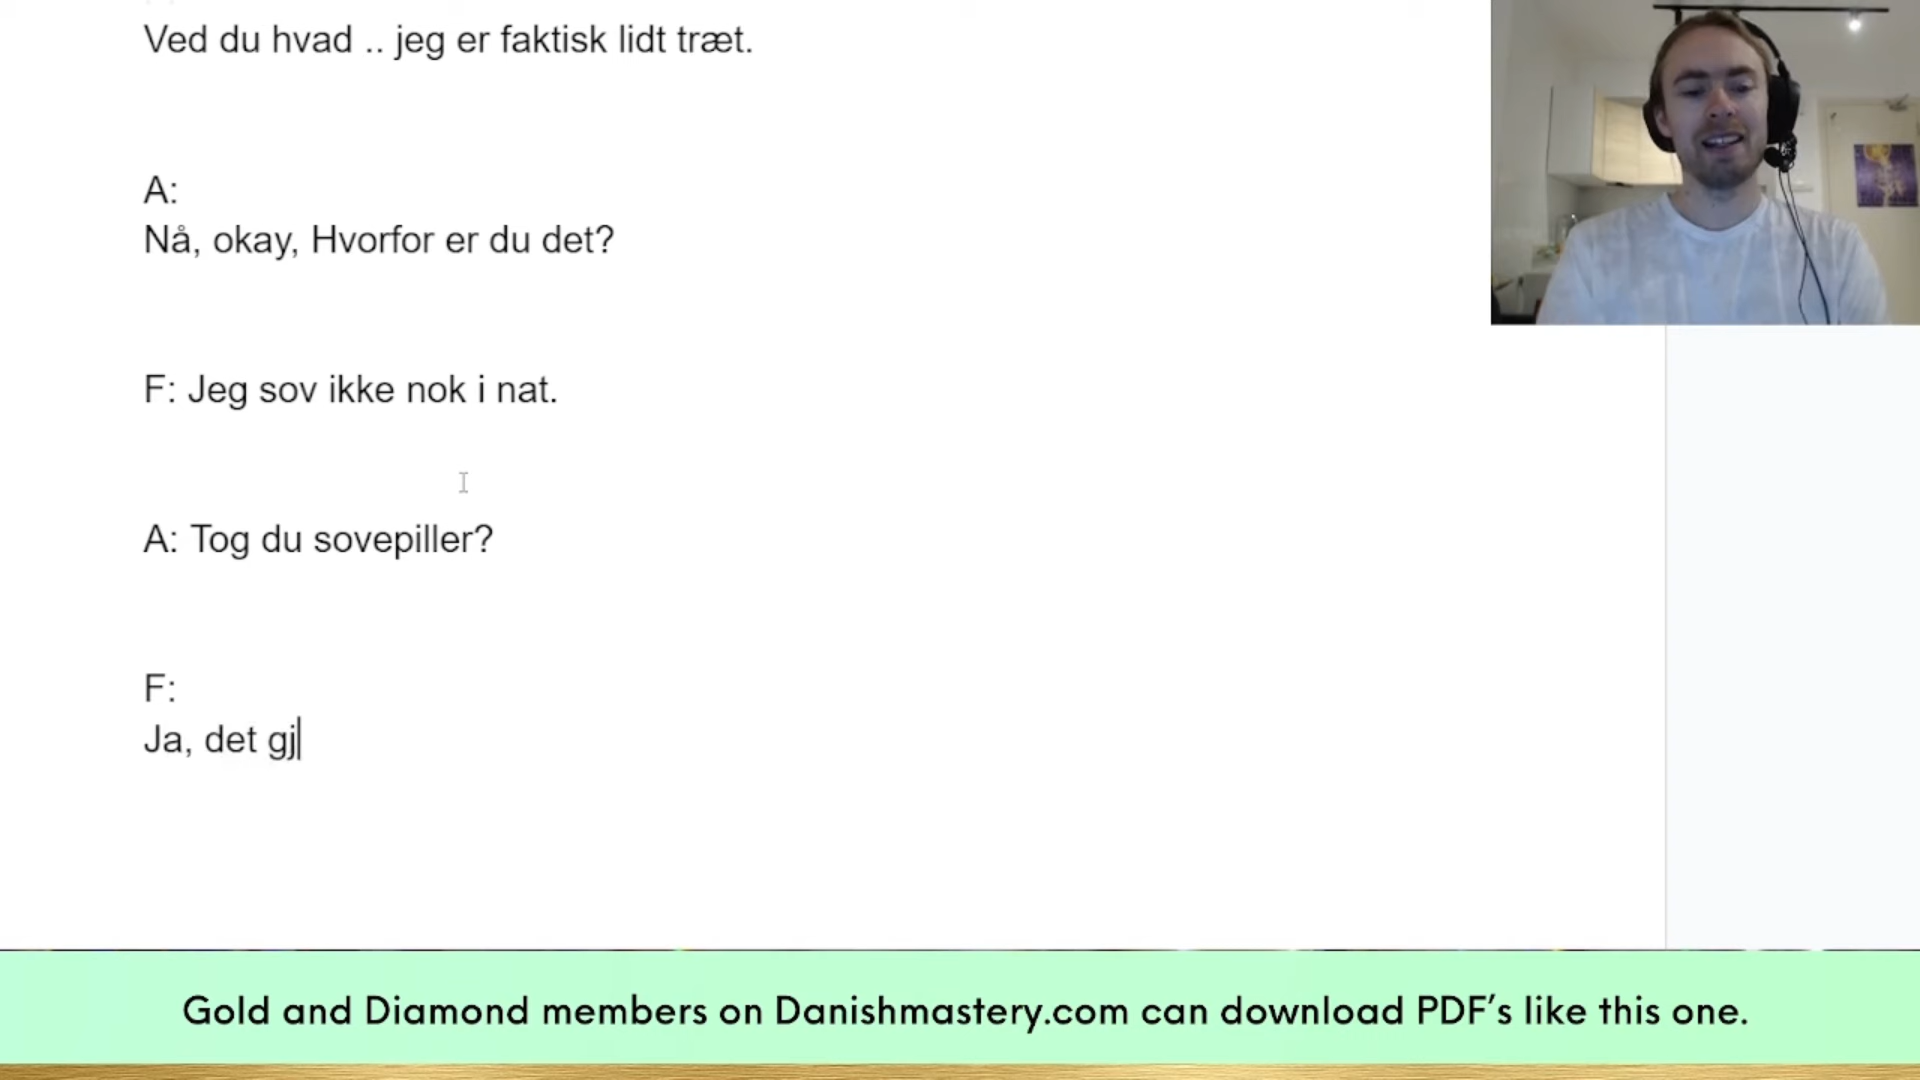 Ved du hvad .. jeg er faktisk lidt træt.
A:
Nå, okay, Hvorfor er du det?
F: Jeg sov ikke nok i nat.
A: Tog du sovepiller?
F:
Ja, det gj
Gold and Diamond members on Danishmastery.com can download PDF’s like this one.